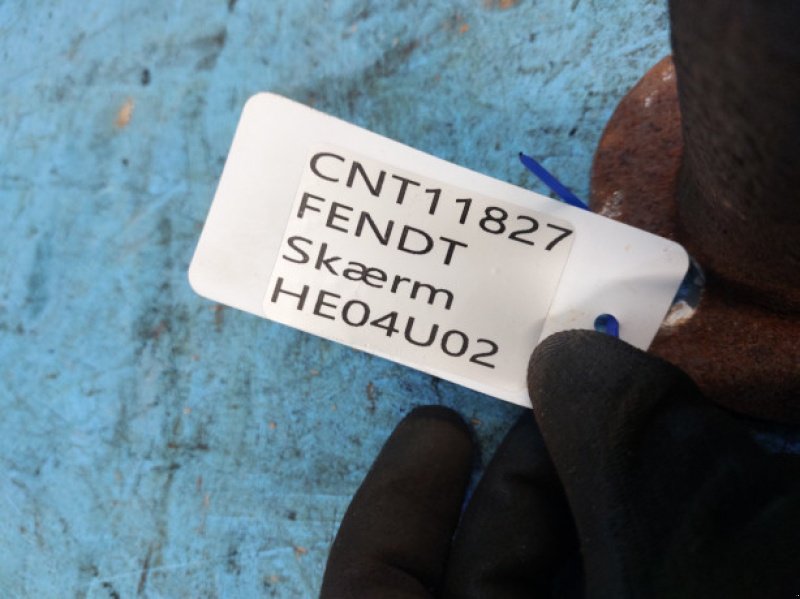 CNT11827
FENDT
Skærm
HE04U02